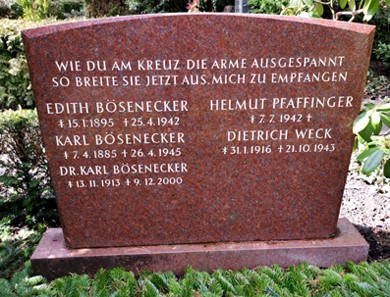 WIE DU AM KREUZ DIE ARME AUSGESPANNT
SO BREITE SIE JETZT AUS, MICH ZU EMPFANGEN
EDITH BÖSENECKER
* 15.1.1895 † 25.4.1942
KARL BÖSENECKER
* 7.4.1885 † 26.4.1945
DR. KARL BÖSENECKER
* 13.11.1913 † 9.12.2000
HELMUT PFAFFINGER
* 7.7.1942 †
DIETRICH WECK
* 31.1.1916 † 21.10.1943